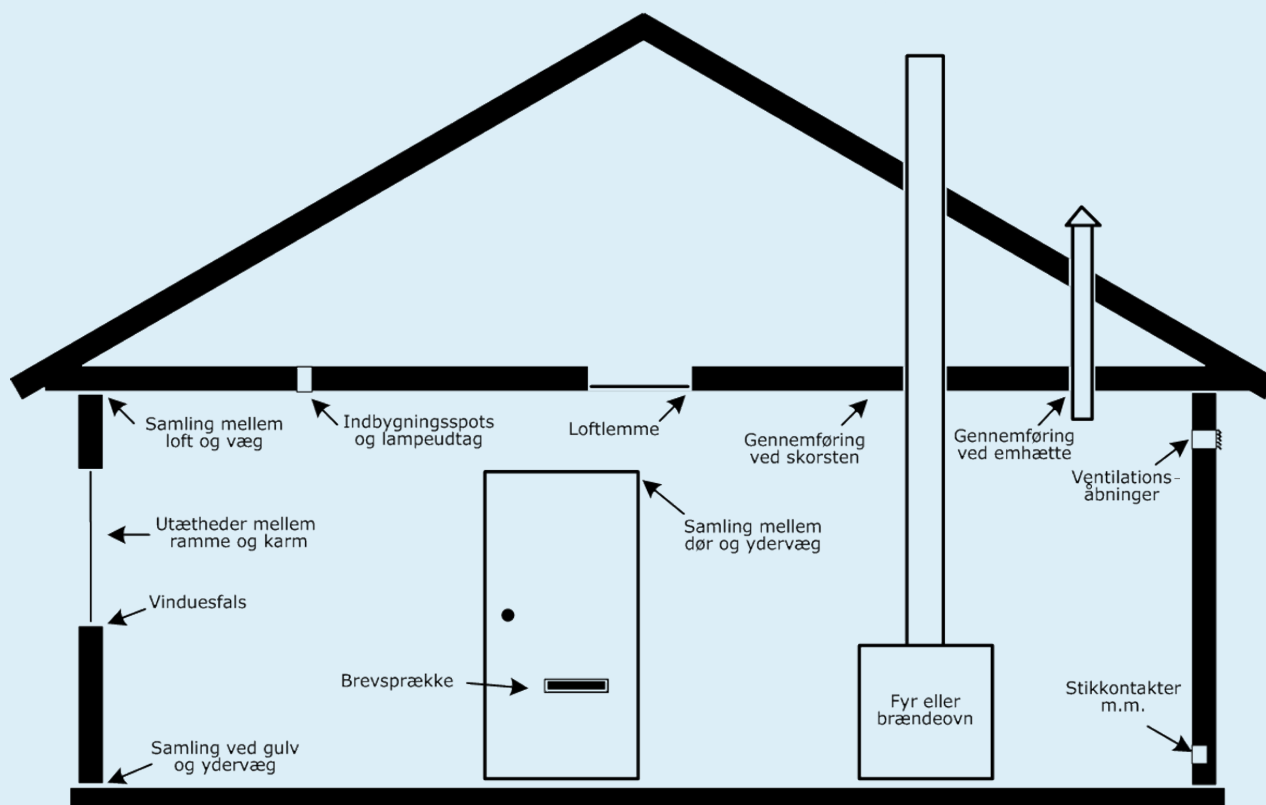 Samling mellem
loft og væg
Indbygningsspots
og lampeudtag
Loftlemme
Gennemføring
ved skorsten
Gennemføring
ved emhætte
Ventilations-
åbninger
Utætheder mellem
ramme og karm
Samling mellem
dør og ydervæg
Vinduesfals
Brevsprække
Fyr eller
brændeovn
Stikkontakter
m.m.
Samling ved gulv
og ydervæg